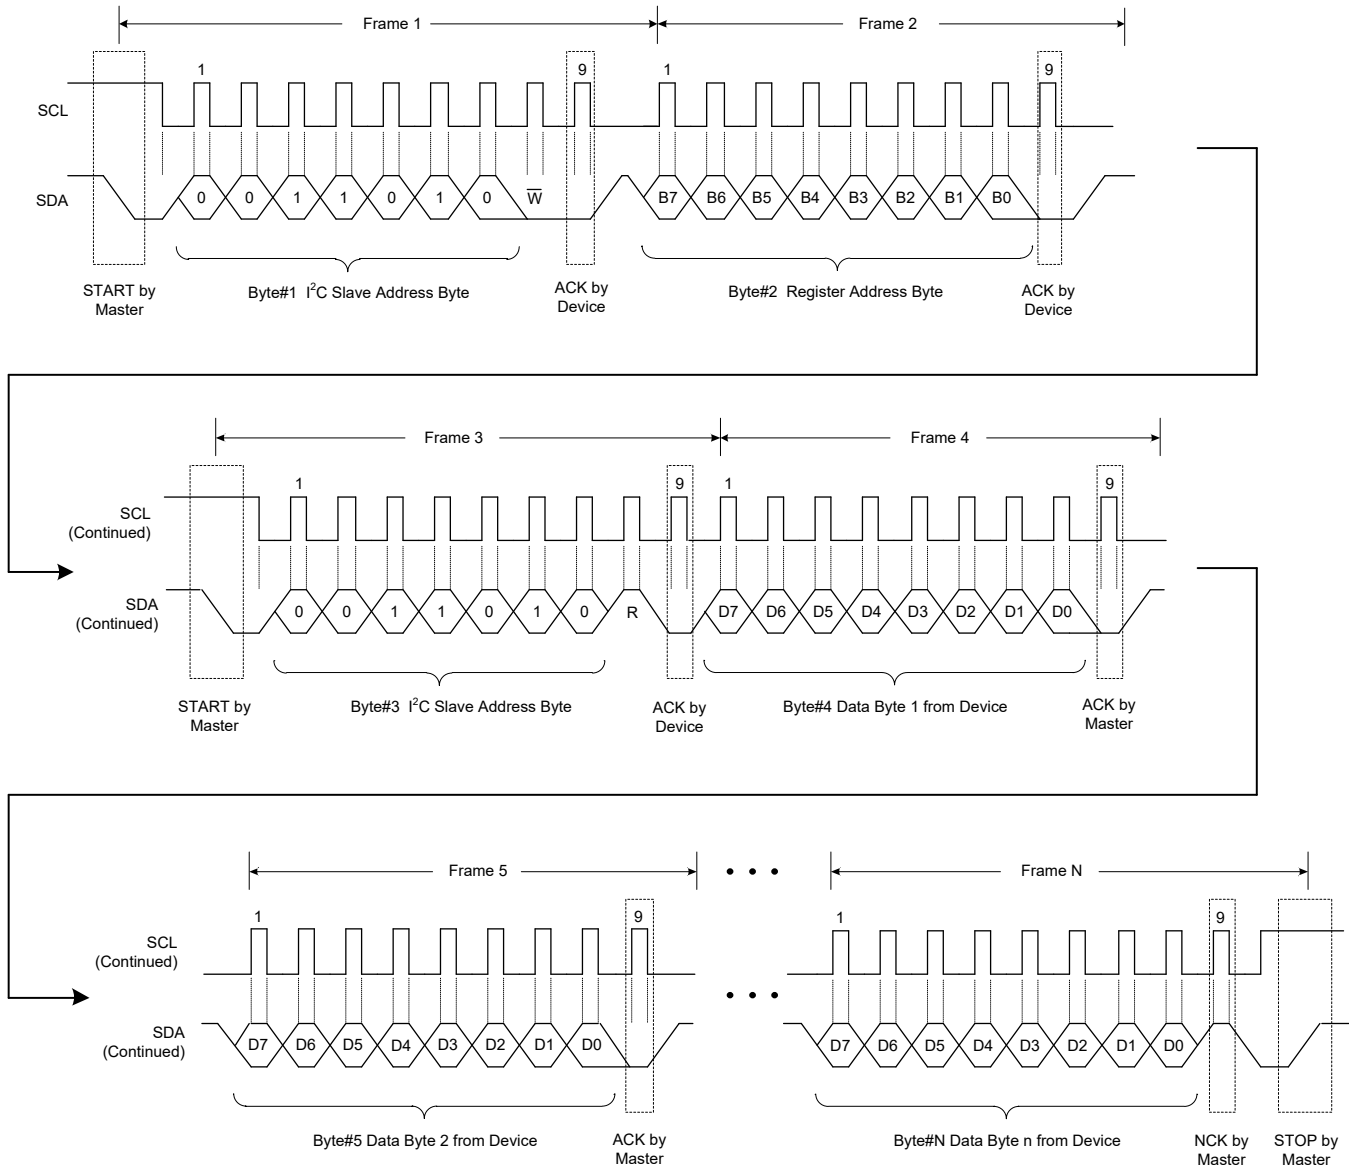 Frame 1 Frame 2
1 9 1 9
SCL
SDA 0 0 1 1 0 1 0 W̅ B7 B6 B5 B4 B3 B2 B1 B0
START by
Master
Byte#1 I²C Slave Address Byte
ACK by
Device
Byte#2 Register Address Byte
ACK by
Device
Frame 3 Frame 4
1 9 1 9
SCL
(Continued)
SDA
(Continued)
0 0 1 1 0 1 0 R D7 D6 D5 D4 D3 D2 D1 D0
START by
Master
Byte#3 I²C Slave Address Byte
ACK by
Device
Byte#4 Data Byte 1 from Device
ACK by
Master
Frame 5 Frame N
1 9 1 9
SCL
(Continued)
SDA
(Continued)
D7 D6 D5 D4 D3 D2 D1 D0 D7 D6 D5 D4 D3 D2 D1 D0
Byte#5 Data Byte 2 from Device
ACK by
Master
Byte#N Data Byte n from Device
NCK by
Master
STOP by
Master